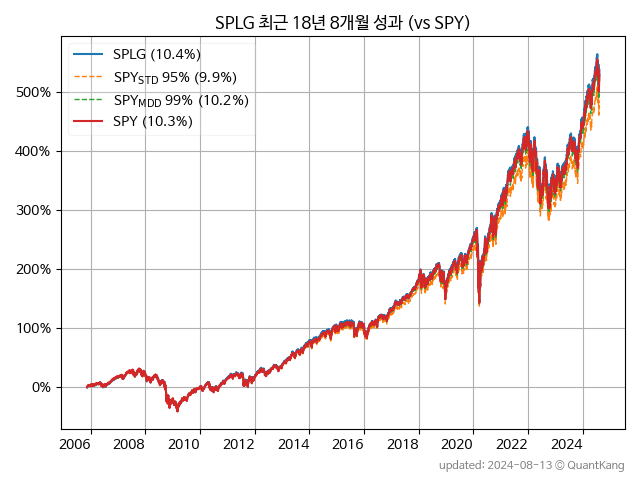 SPLG 최근 18년 8개월 성과 (vs SPY)
SPLG (10.4%)
SPY_STD 95% (9.9%)
SPY_MDD 99% (10.2%)
SPY (10.3%)
500%
400%
300%
200%
100%
0%
2006 2008 2010 2012 2014 2016 2018 2020 2022 2024
updated: 2024-08-13 © QuantKang